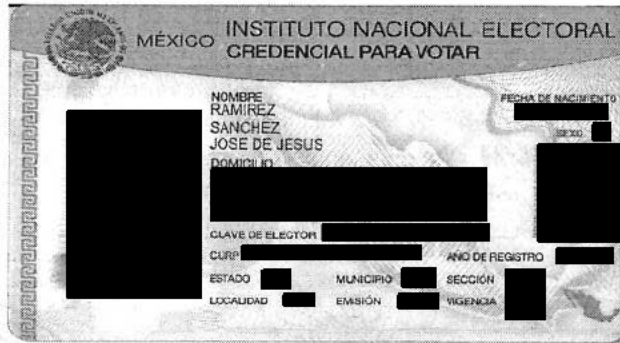 MÉXICO
INSTITUTO NACIONAL ELECTORAL
CREDENCIAL PARA VOTAR
NOMBRE
RAMIREZ
SANCHEZ
JOSE DE JESUS
FECHA DE NACIMIENTO
SEXO
DOMICILIO
CLAVE DE ELECTOR
CURP
AÑO DE REGISTRO
ESTADO
MUNICIPIO
SECCIÓN
LOCALIDAD
EMISIÓN
VIGENCIA